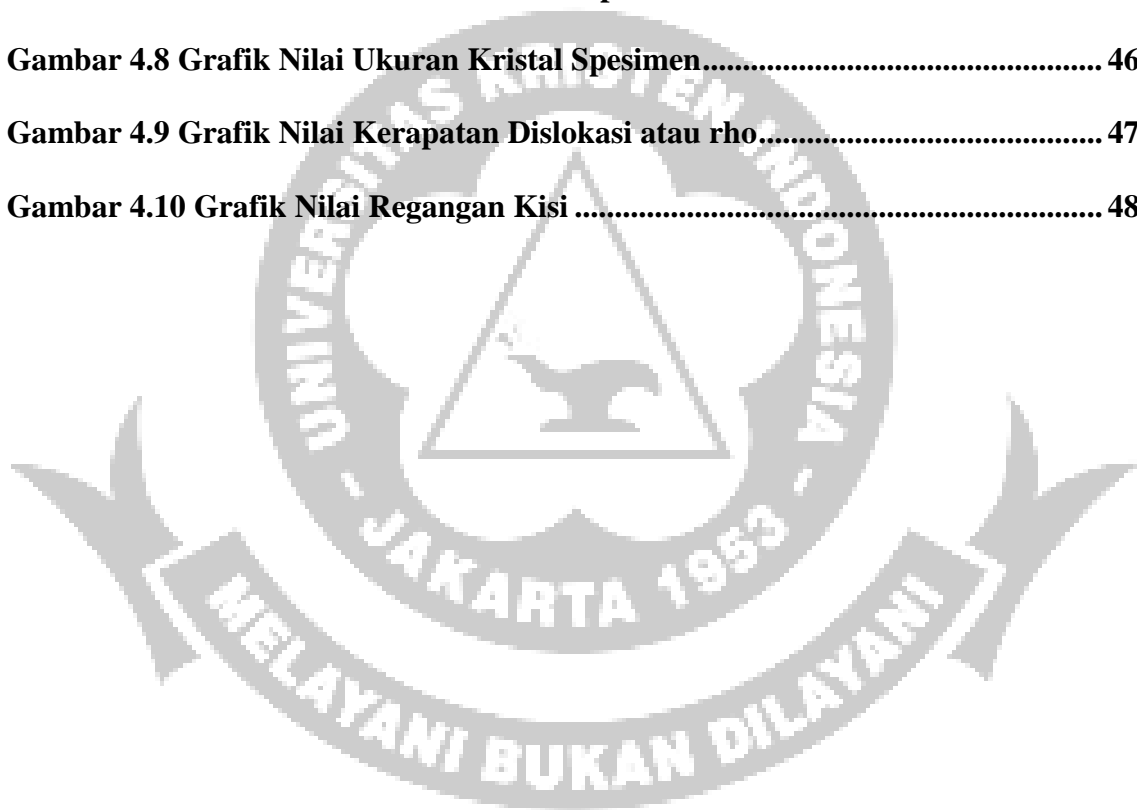 Gambar 4.8 Grafik Nilai Ukuran Kristal Spesimen................................................ 46
Gambar 4.9 Grafik Nilai Kerapatan Dislokasi atau rho......................................... 47
Gambar 4.10 Grafik Nilai Regangan Kisi ............................................................... 48
UNIVERSITAS KRISTEN INDONESIA
- JAKARTA 1953 -
MELAYANI BUKAN DILAYANI